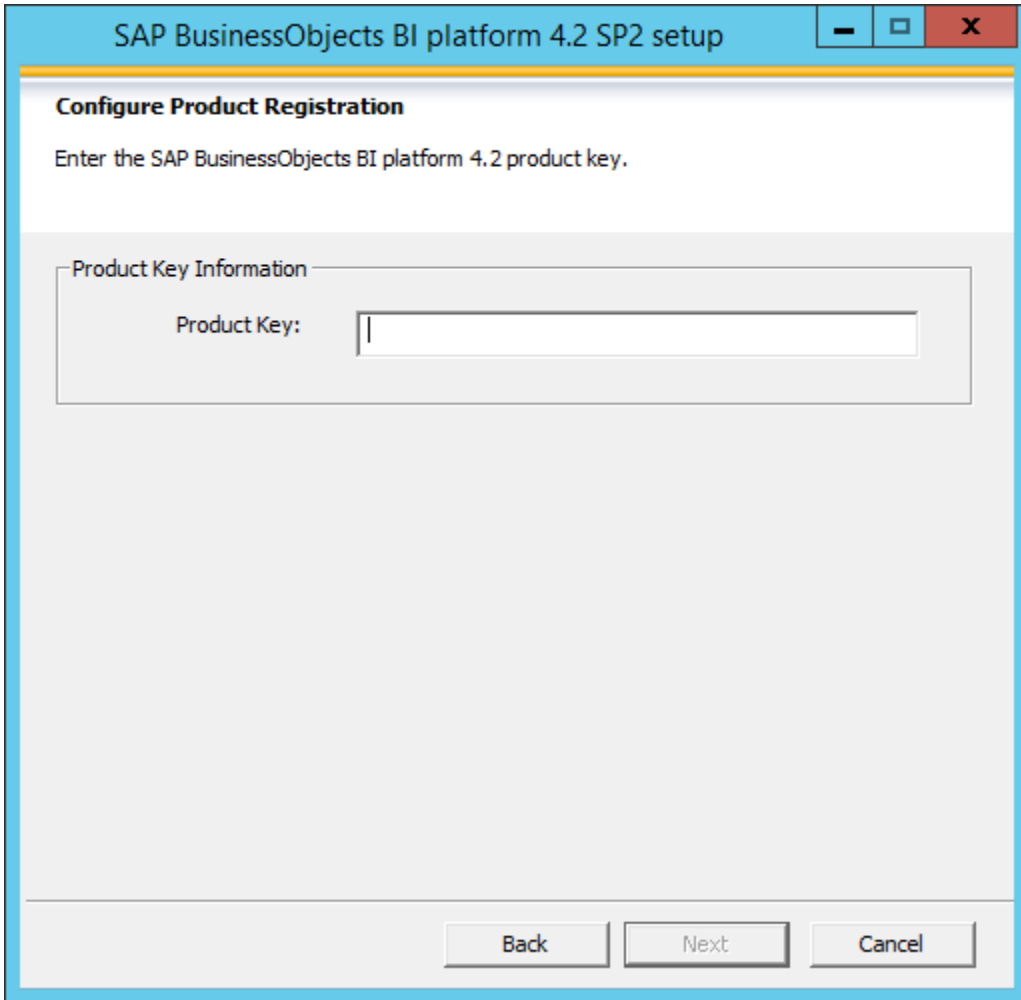 SAP BusinessObjects BI platform 4.2 SP2 setup
Configure Product Registration
Enter the SAP BusinessObjects BI platform 4.2 product key.
Product Key Information
Product Key:
Back Next Cancel